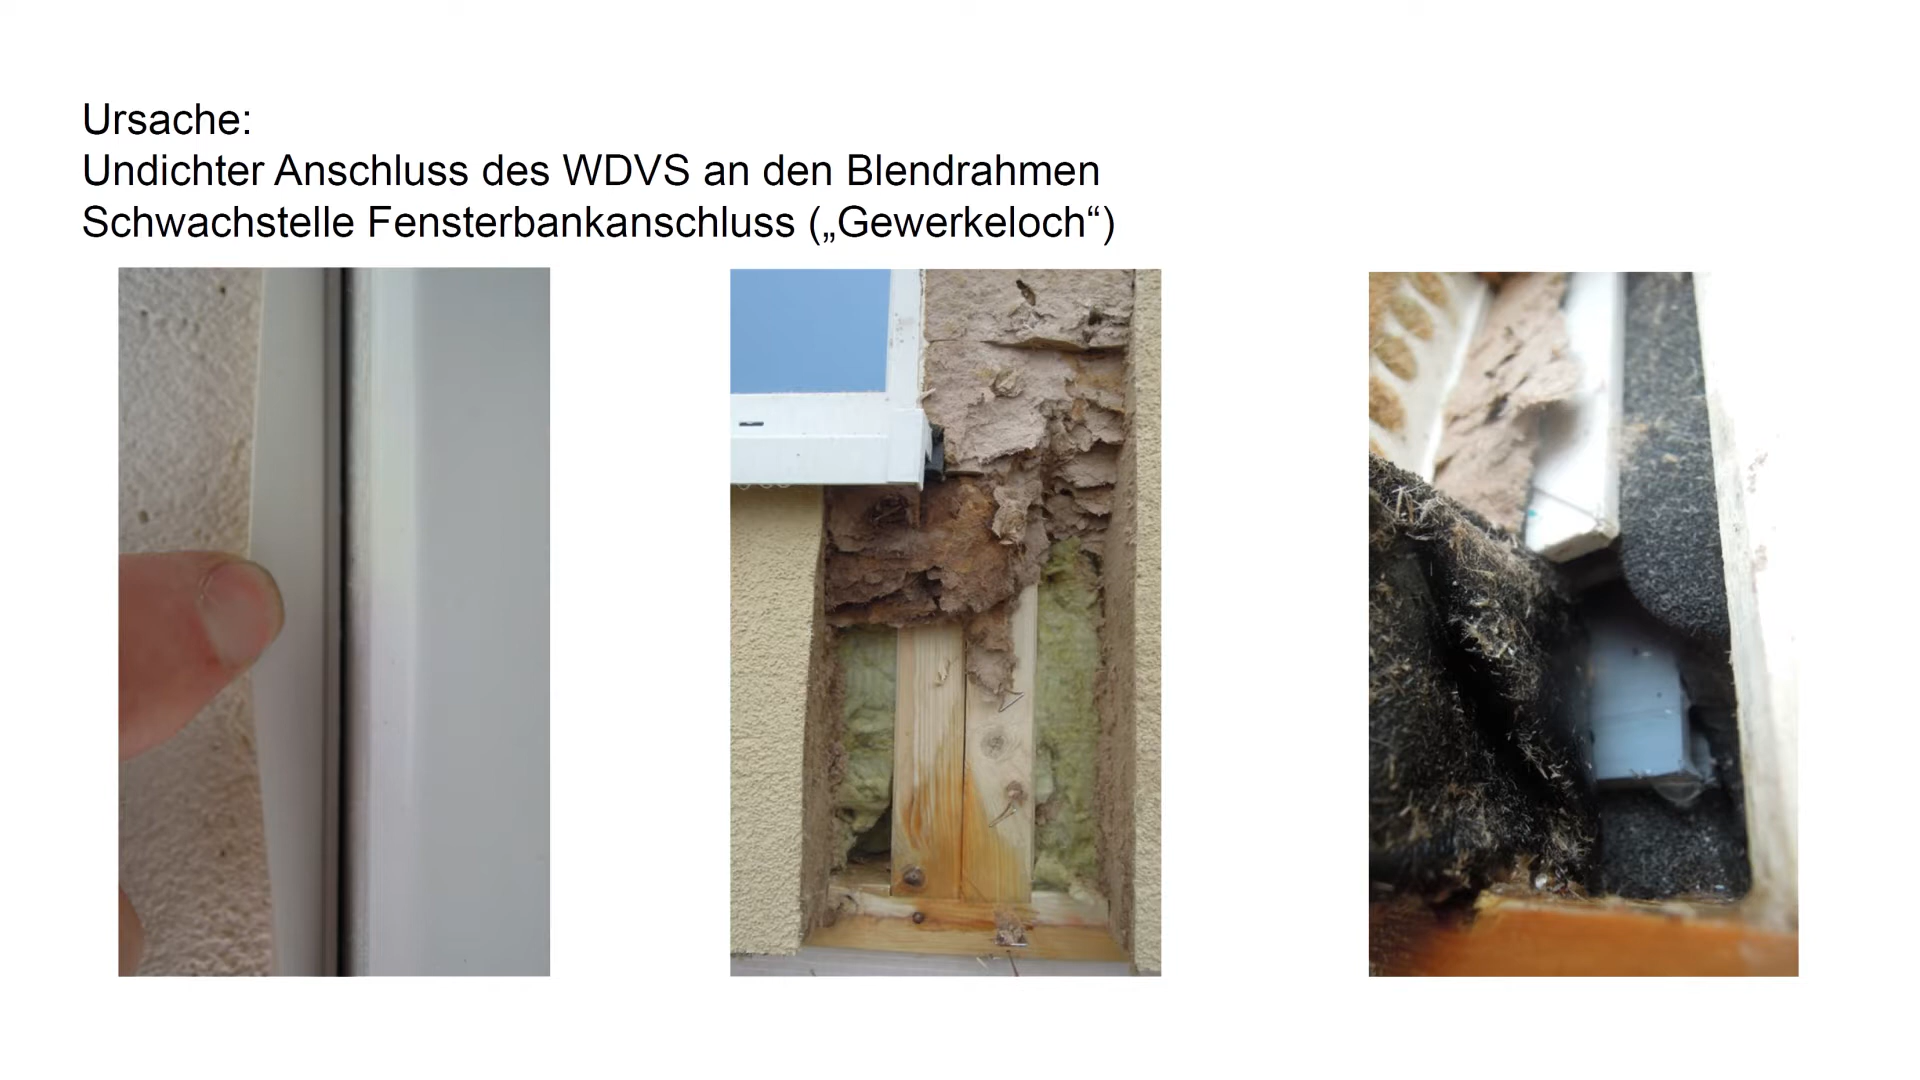 Ursache:
Undichter Anschluss des WDVS an den Blendrahmen
Schwachstelle Fensterbankanschluss („Gewerkeloch“)